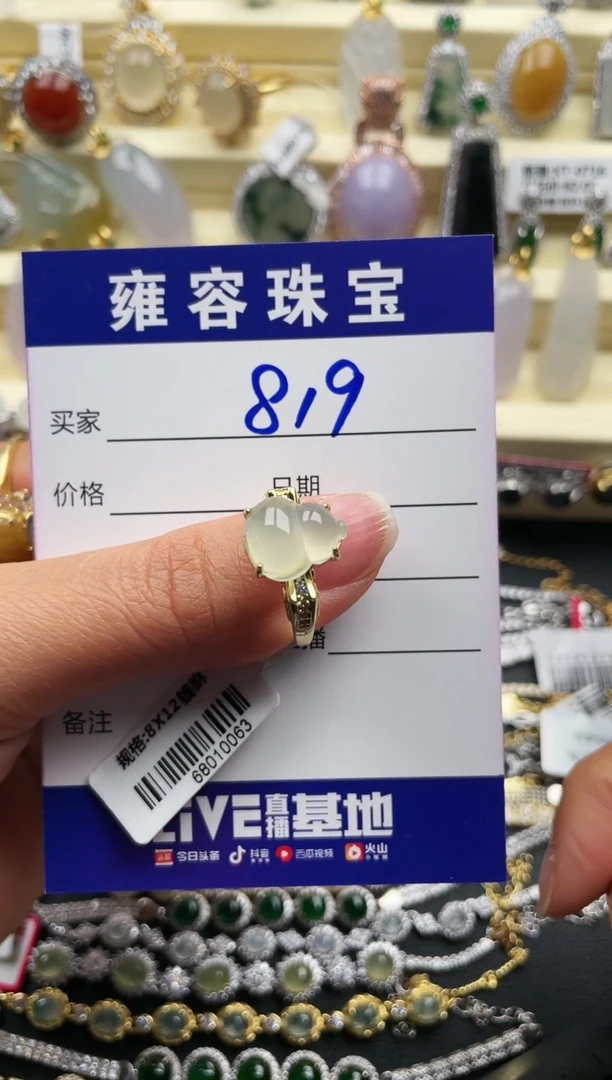 雍容珠宝
819
买家
价格 日期
播
备注
规格:8X12镶嵌
68010063
LIVE直播基地
今日头条 抖音 西瓜视频 火山